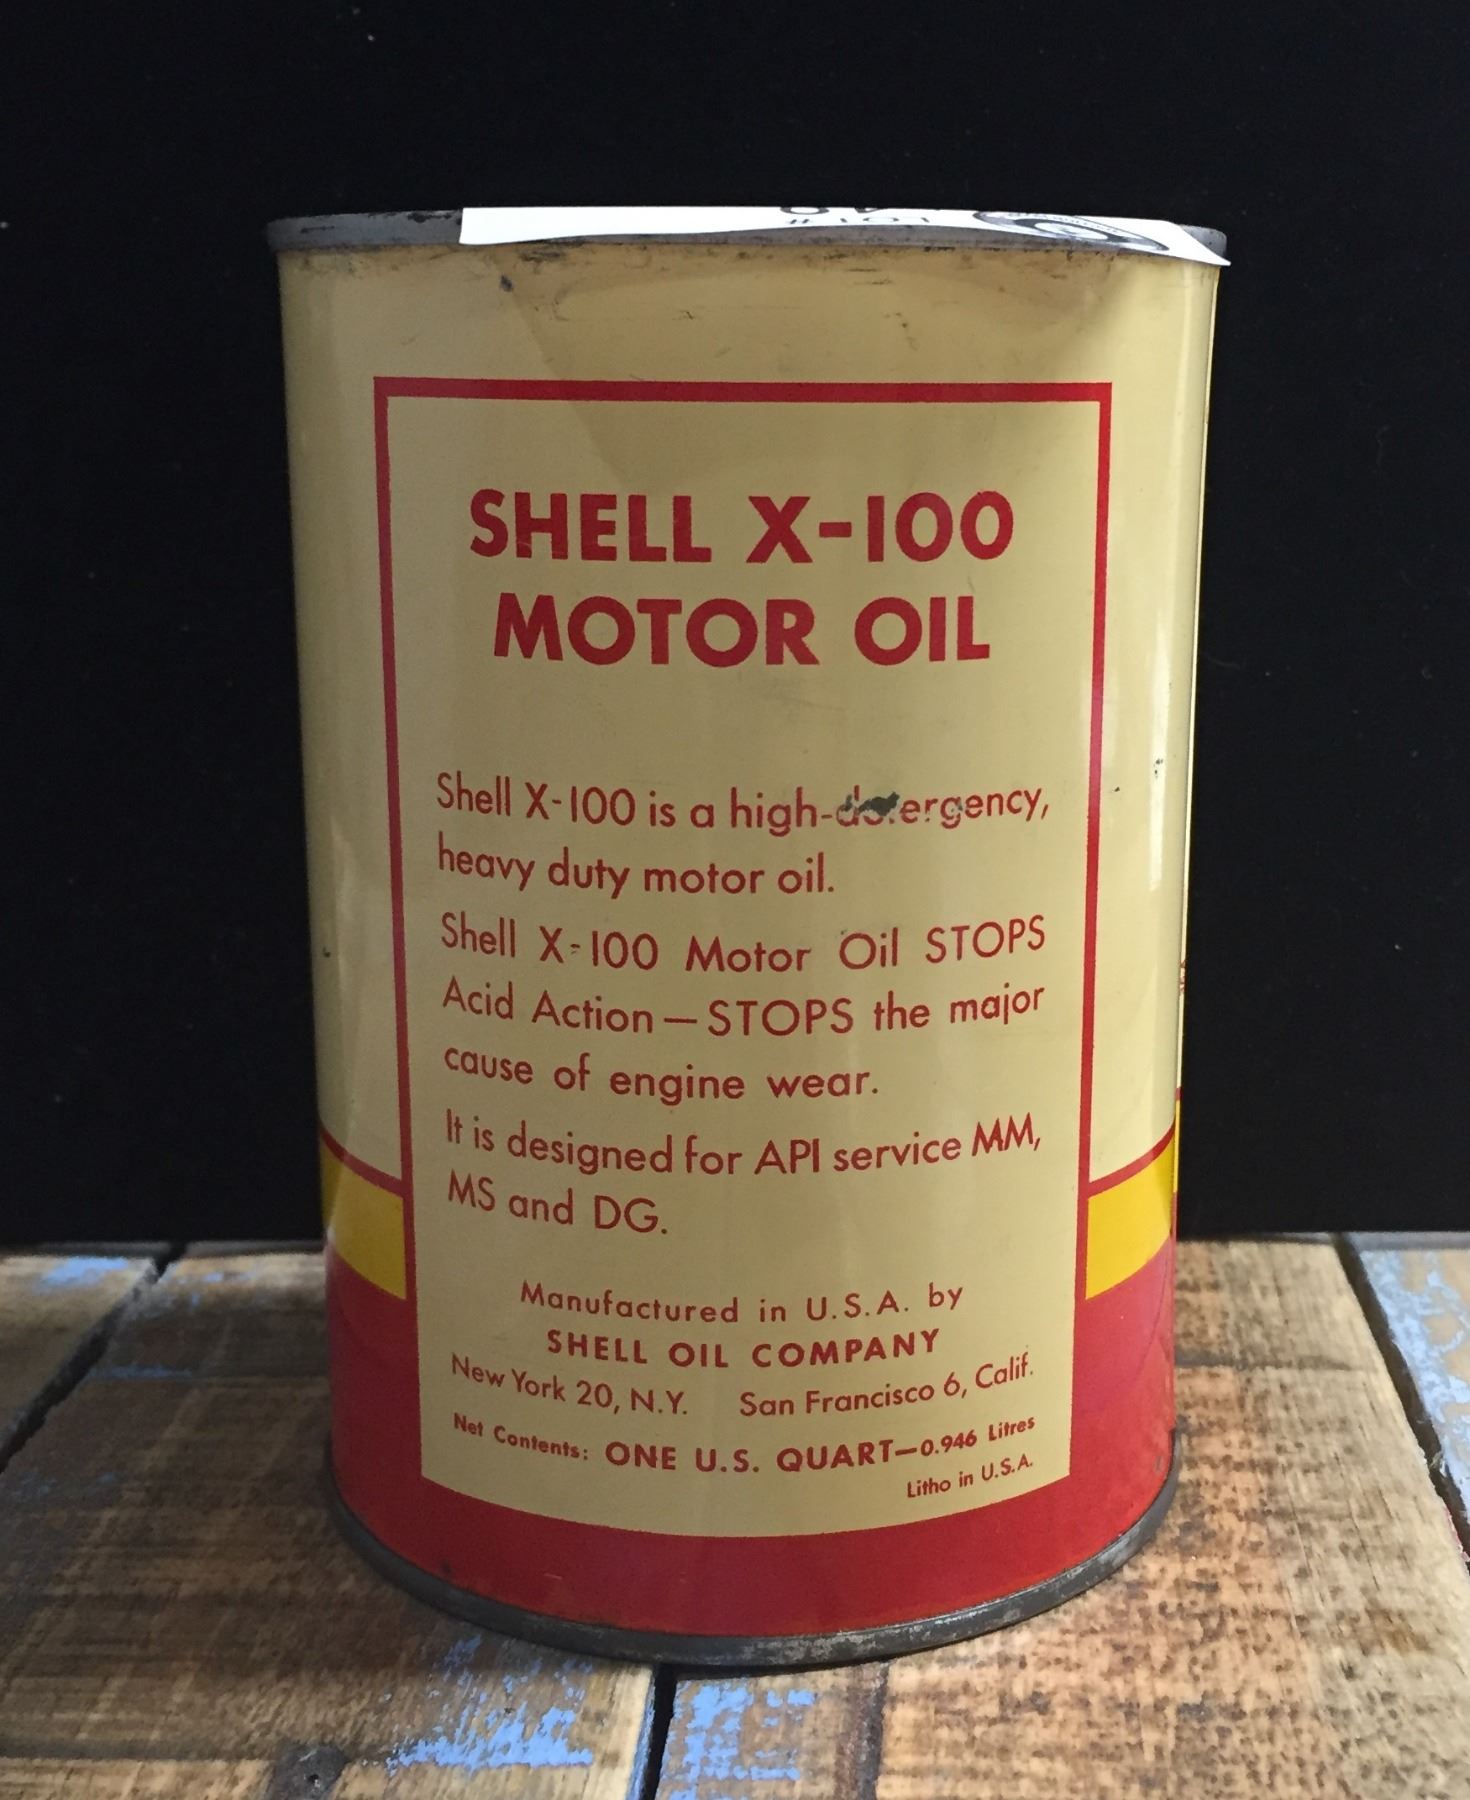 LOT#
SHELL X-100
MOTOR OIL
Shell X-100 is a high-detergency,
heavy duty motor oil.
Shell X-100 Motor Oil STOPS
Acid Action — STOPS the major
cause of engine wear.
It is designed for API service MM,
MS and DG.
Manufactured in U.S.A. by
SHELL OIL COMPANY
New York 20, N.Y. San Francisco 6, Calif.
Net Contents: ONE U.S. QUART—0.946 Litres
Litho in U.S.A.